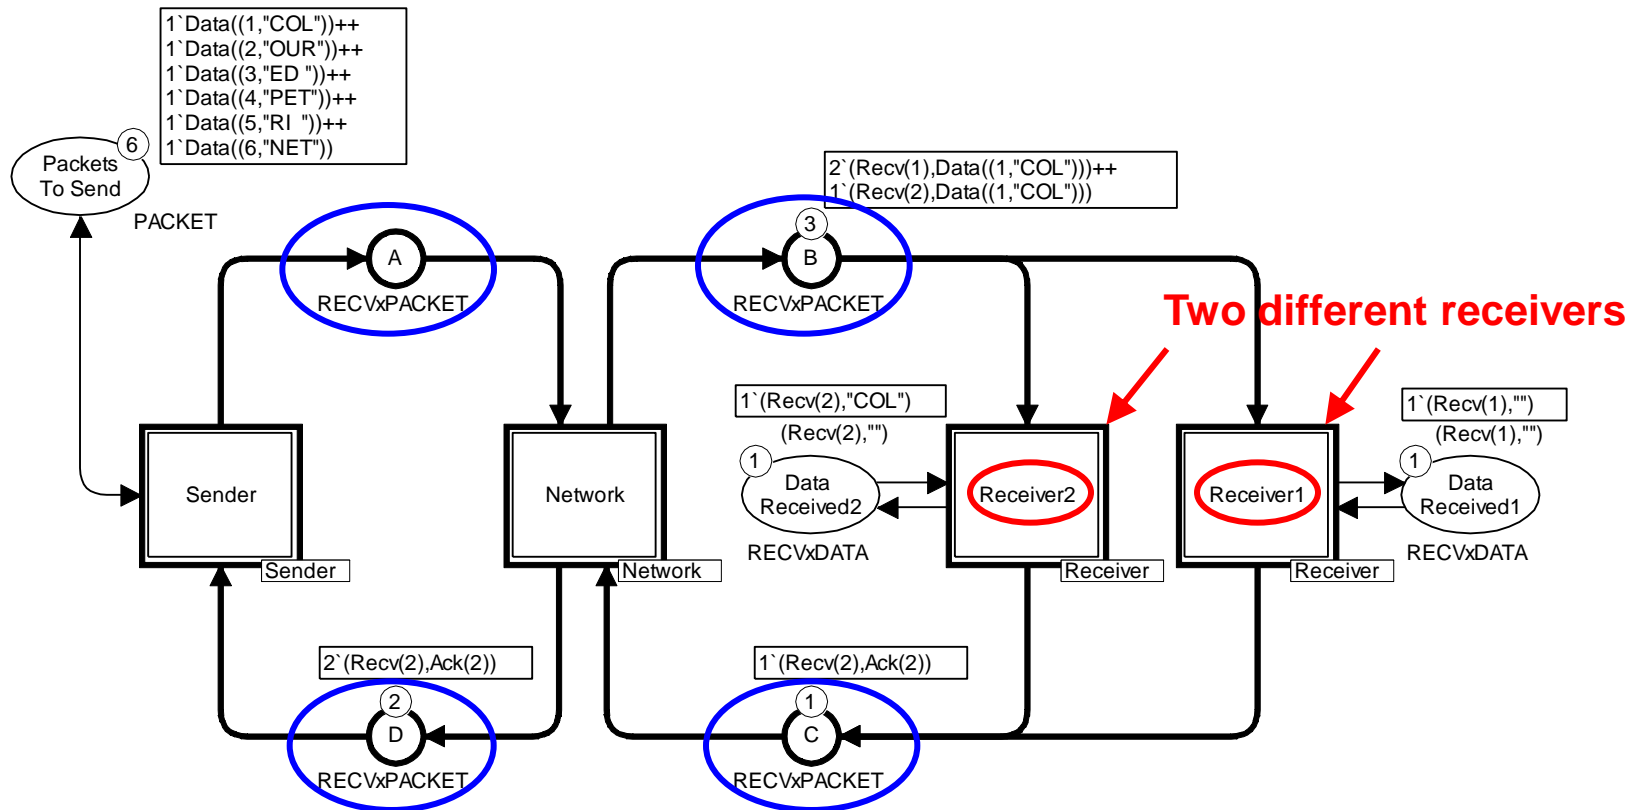 1`Data((1,"COL"))++
1`Data((2,"OUR"))++
1`Data((3,"ED "))++
1`Data((4,"PET"))++
1`Data((5,"RI  "))++
1`Data((6,"NET"))
6
Packets
To Send
PACKET
2`(Recv(1),Data((1,"COL")))++
1`(Recv(2),Data((1,"COL")))
3
A
B
RECVxPACKET
RECVxPACKET
Two different receivers
1`(Recv(2),"COL")
(Recv(2),"")
1`(Recv(1),"")
(Recv(1),"")
1
Data
Received2
RECVxDATA
1
Data
Received1
RECVxDATA
Sender
Network
Receiver2
Receiver1
Sender
Network
Receiver
Receiver
2`(Recv(2),Ack(2))
1`(Recv(2),Ack(2))
2
D
RECVxPACKET
1
C
RECVxPACKET